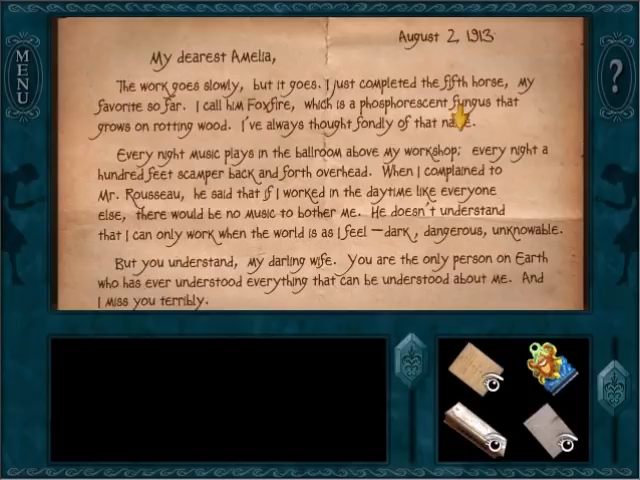 August 2, 1913
MENU
?
My dearest Amelia,
The work goes slowly, but it goes. I just completed the fifth horse, my
favorite so far. I call him Foxfire, which is a phosphorescent fungus that
grows on rotting wood. I've always thought fondly of that name.
Every night music plays in the ballroom above my workshop; every night a
hundred feet scamper back and forth overhead. When I complained to
Mr. Rousseau, he said that if I worked in the daytime like everyone
else, there would be no music to bother me. He doesn't understand
that I can only work when the world is as I feel – dark, dangerous, unknowable.
But you understand, my darling wife. You are the only person on Earth
who has ever understood everything that can be understood about me. And
I miss you terribly.